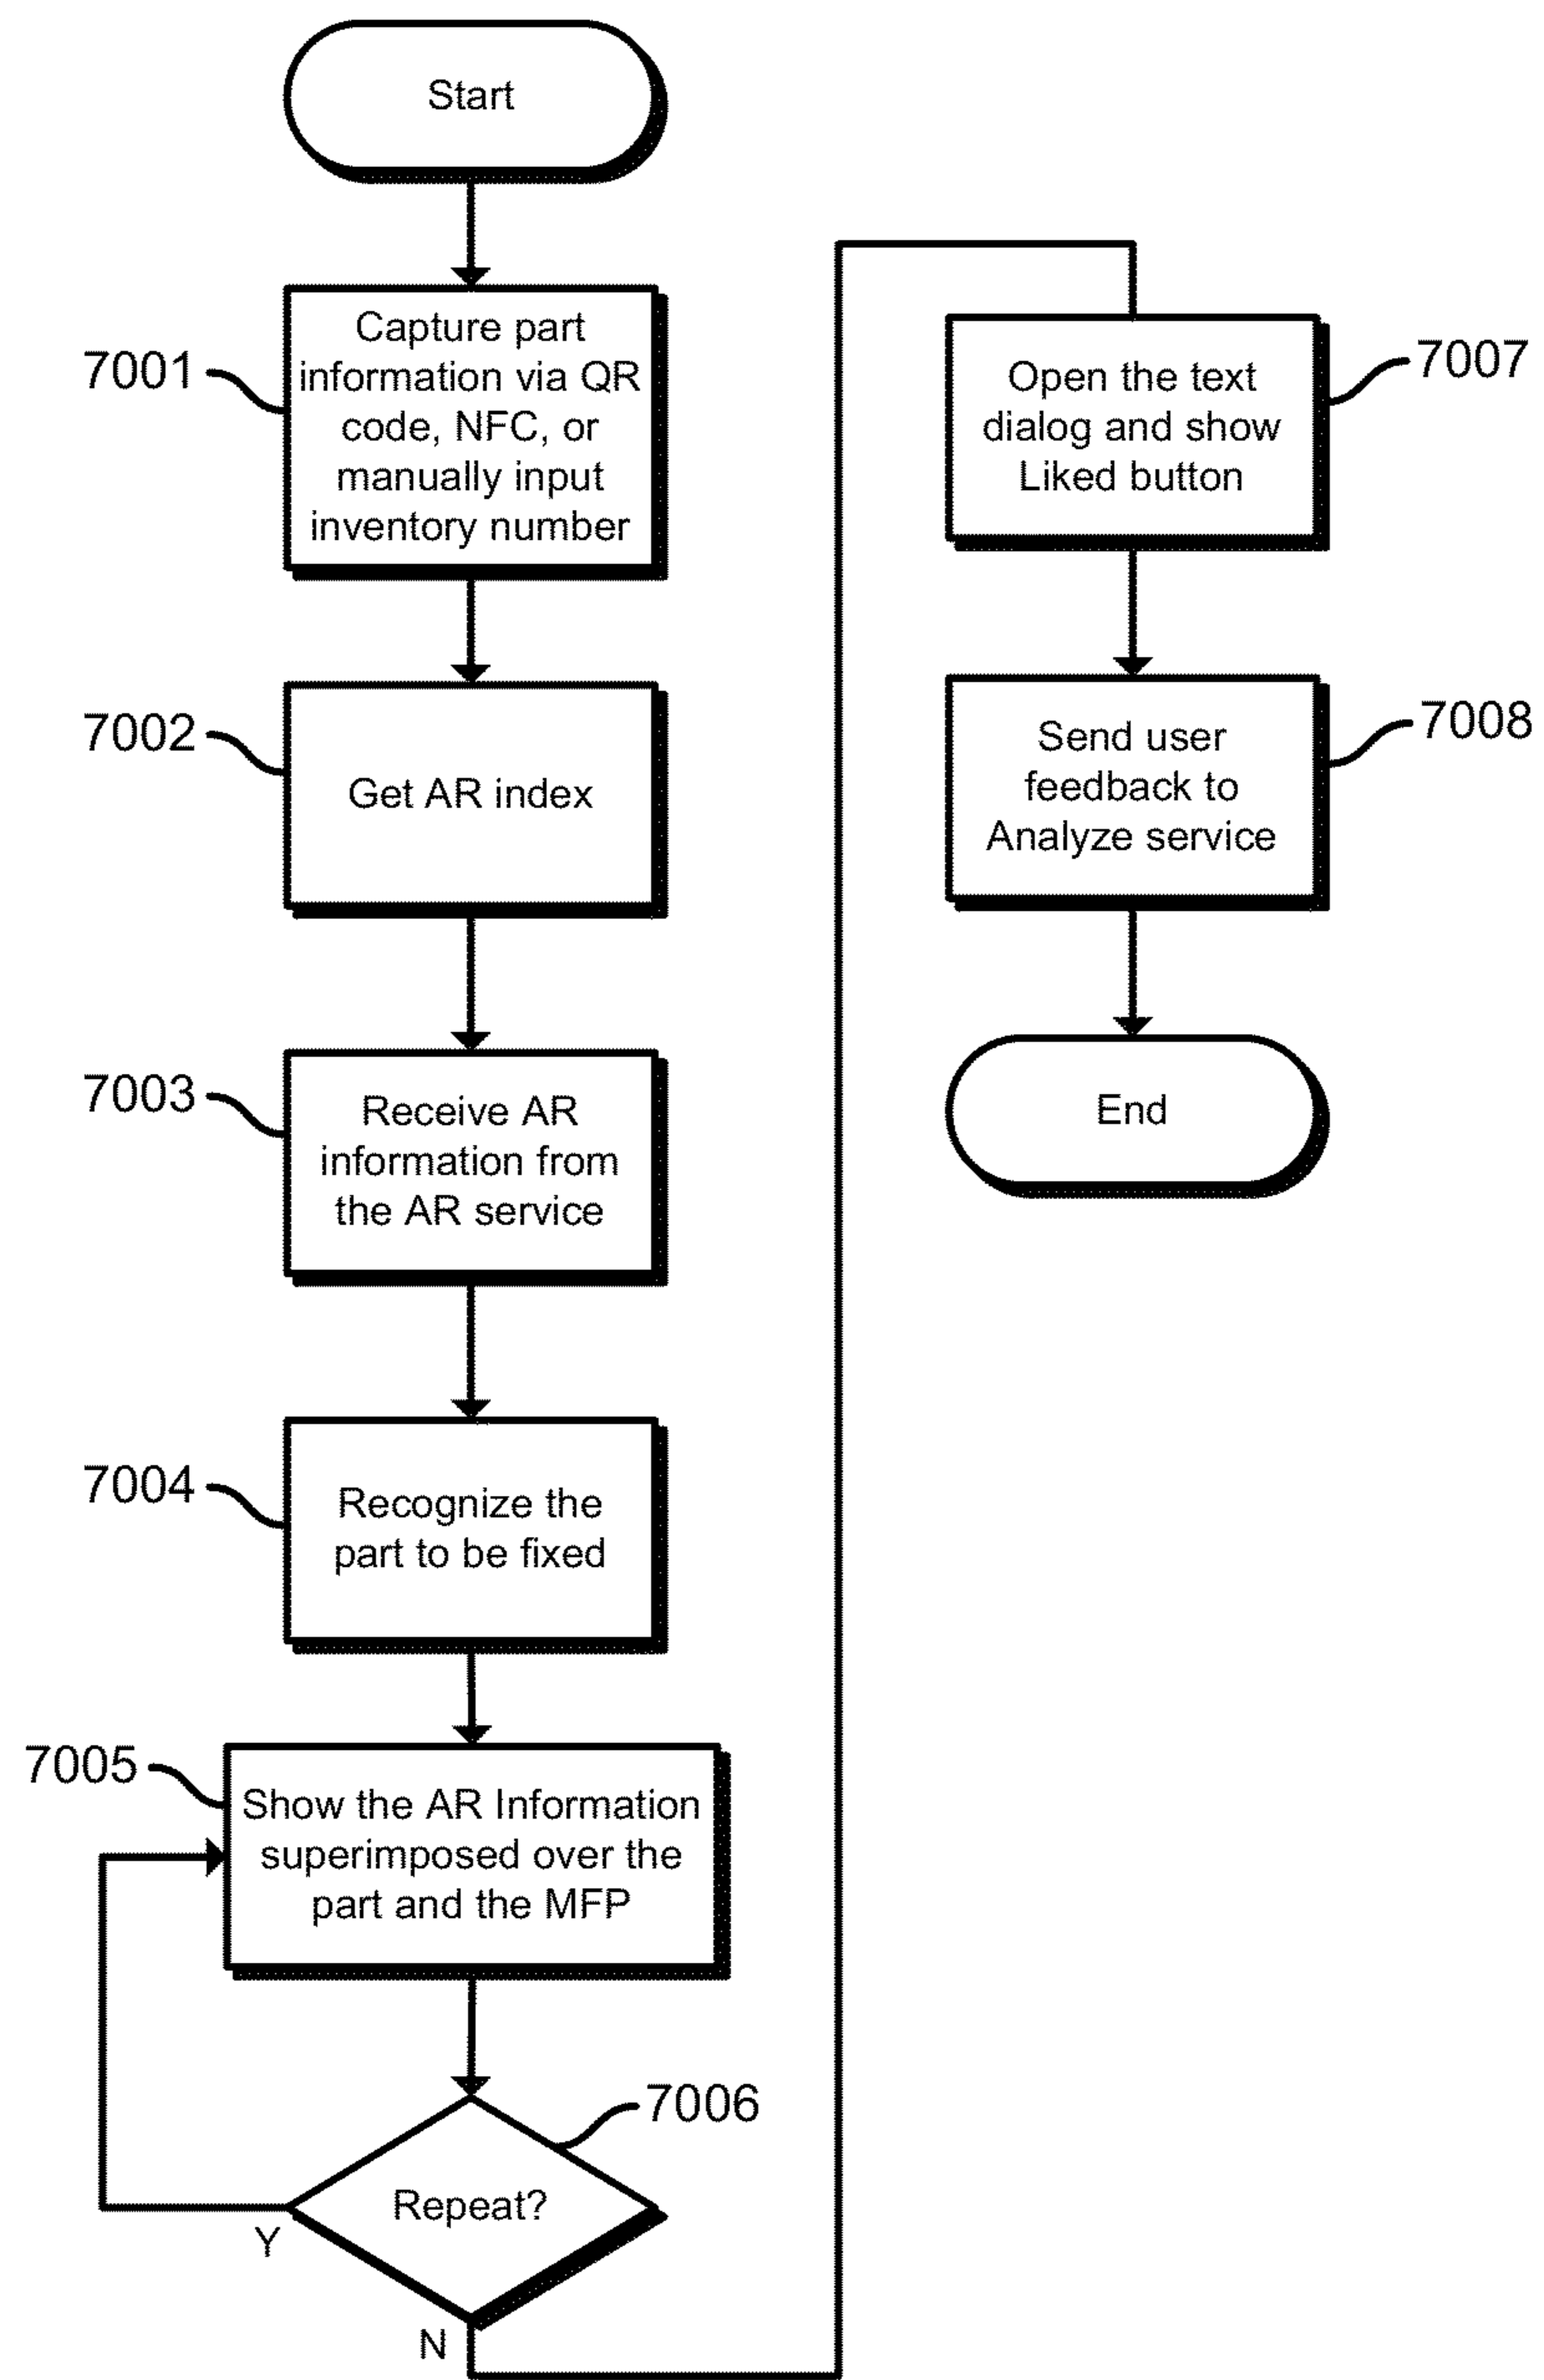 Start
7001
Capture part
information via QR
code, NFC, or
manually input
inventory number
7002
Get AR index
7003
Receive AR
information from
the AR service
7004
Recognize the
part to be fixed
7005
Show the AR Information
superimposed over the
part and the MFP
7006
Repeat?
Y
N
7007
Open the text
dialog and show
Liked button
7008
Send user
feedback to
Analyze service
End